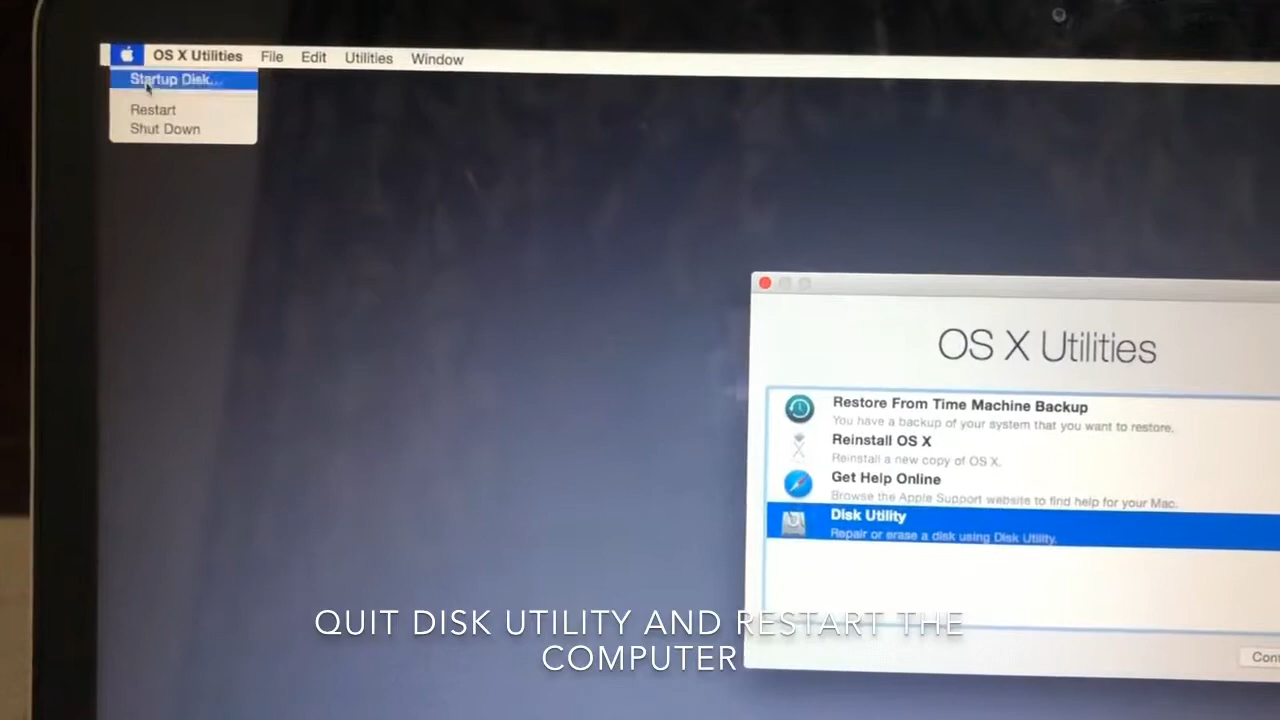 OS X Utilities File Edit Utilities Window
Startup Disk...
Restart
Shut Down
OS X Utilities
Restore From Time Machine Backup
You have a backup of your system that you want to restore.
Reinstall OS X
Reinstall a new copy of OS X.
Get Help Online
Browse the Apple Support website to find help for your Mac.
Disk Utility
Repair or erase a disk using Disk Utility.
QUIT DISK UTILITY AND RESTART THE
COMPUTER